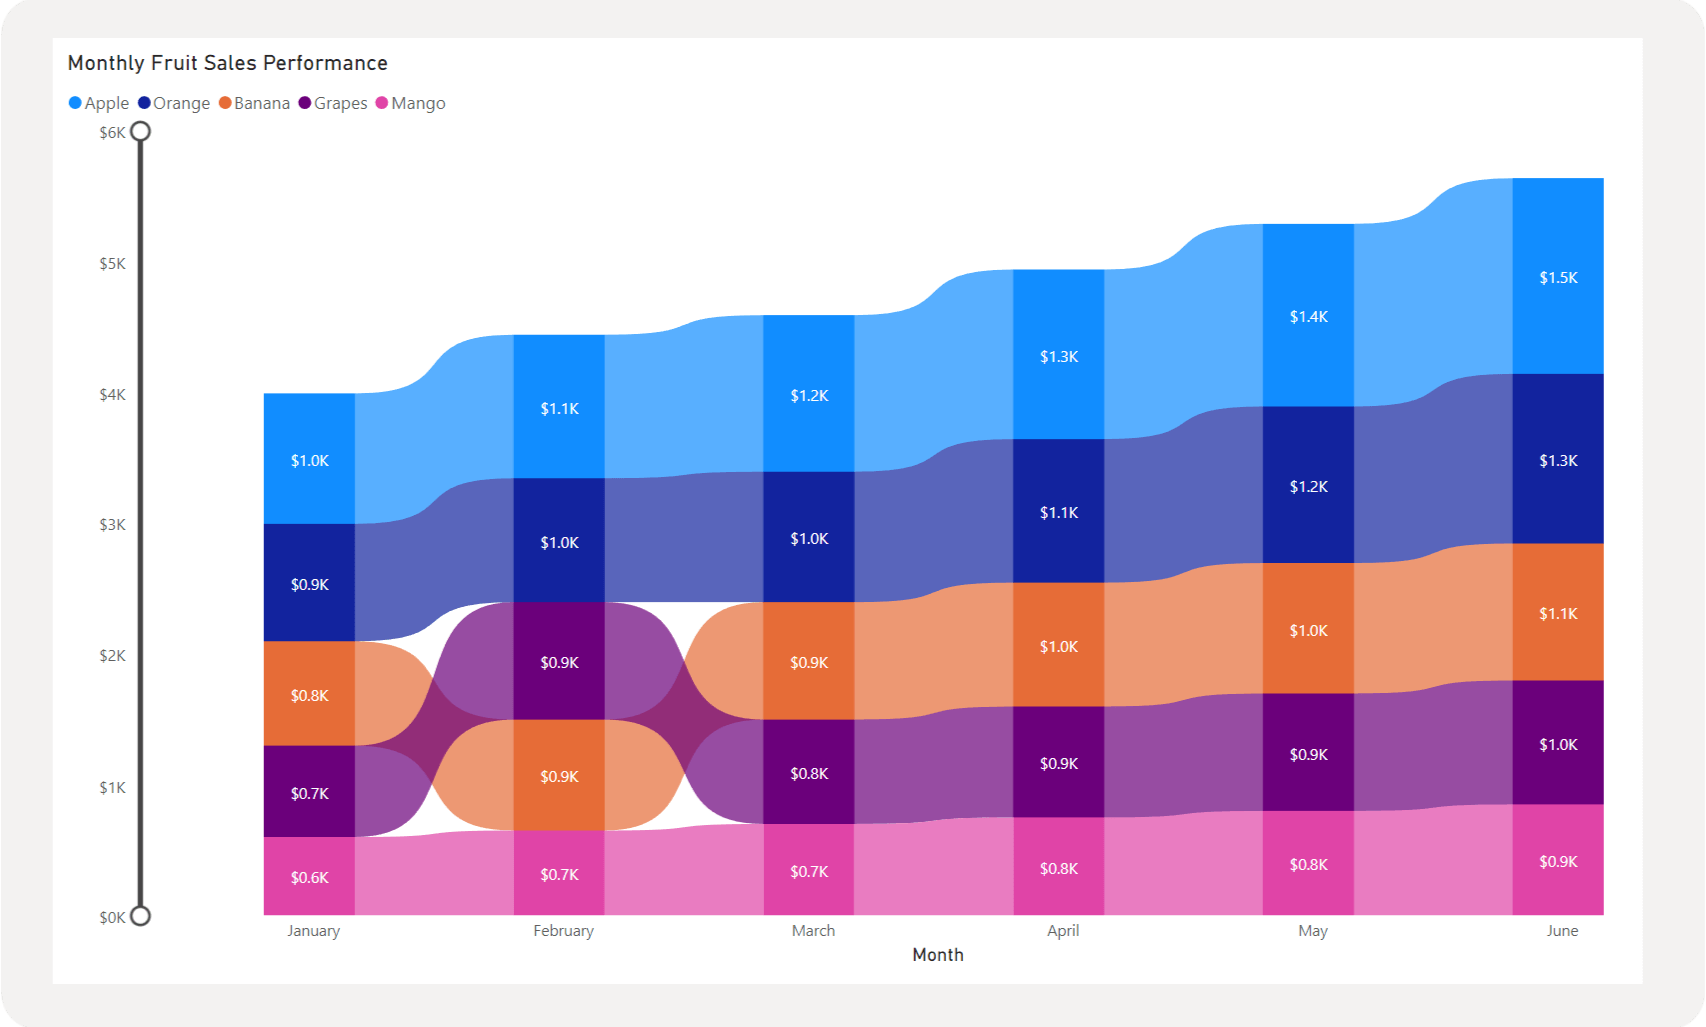 Monthly Fruit Sales Performance
Apple Orange Banana Grapes Mango
$6K
$5K
$4K
$3K
$2K
$1K
$0K
$1.0K
$0.9K
$0.8K
$0.7K
$0.6K
$1.1K
$1.0K
$0.9K
$0.9K
$0.7K
$1.2K
$1.0K
$0.9K
$0.8K
$0.7K
$1.3K
$1.1K
$1.0K
$0.9K
$0.8K
$1.4K
$1.2K
$1.0K
$0.9K
$0.8K
$1.5K
$1.3K
$1.1K
$1.0K
$0.9K
January February March April May June
Month